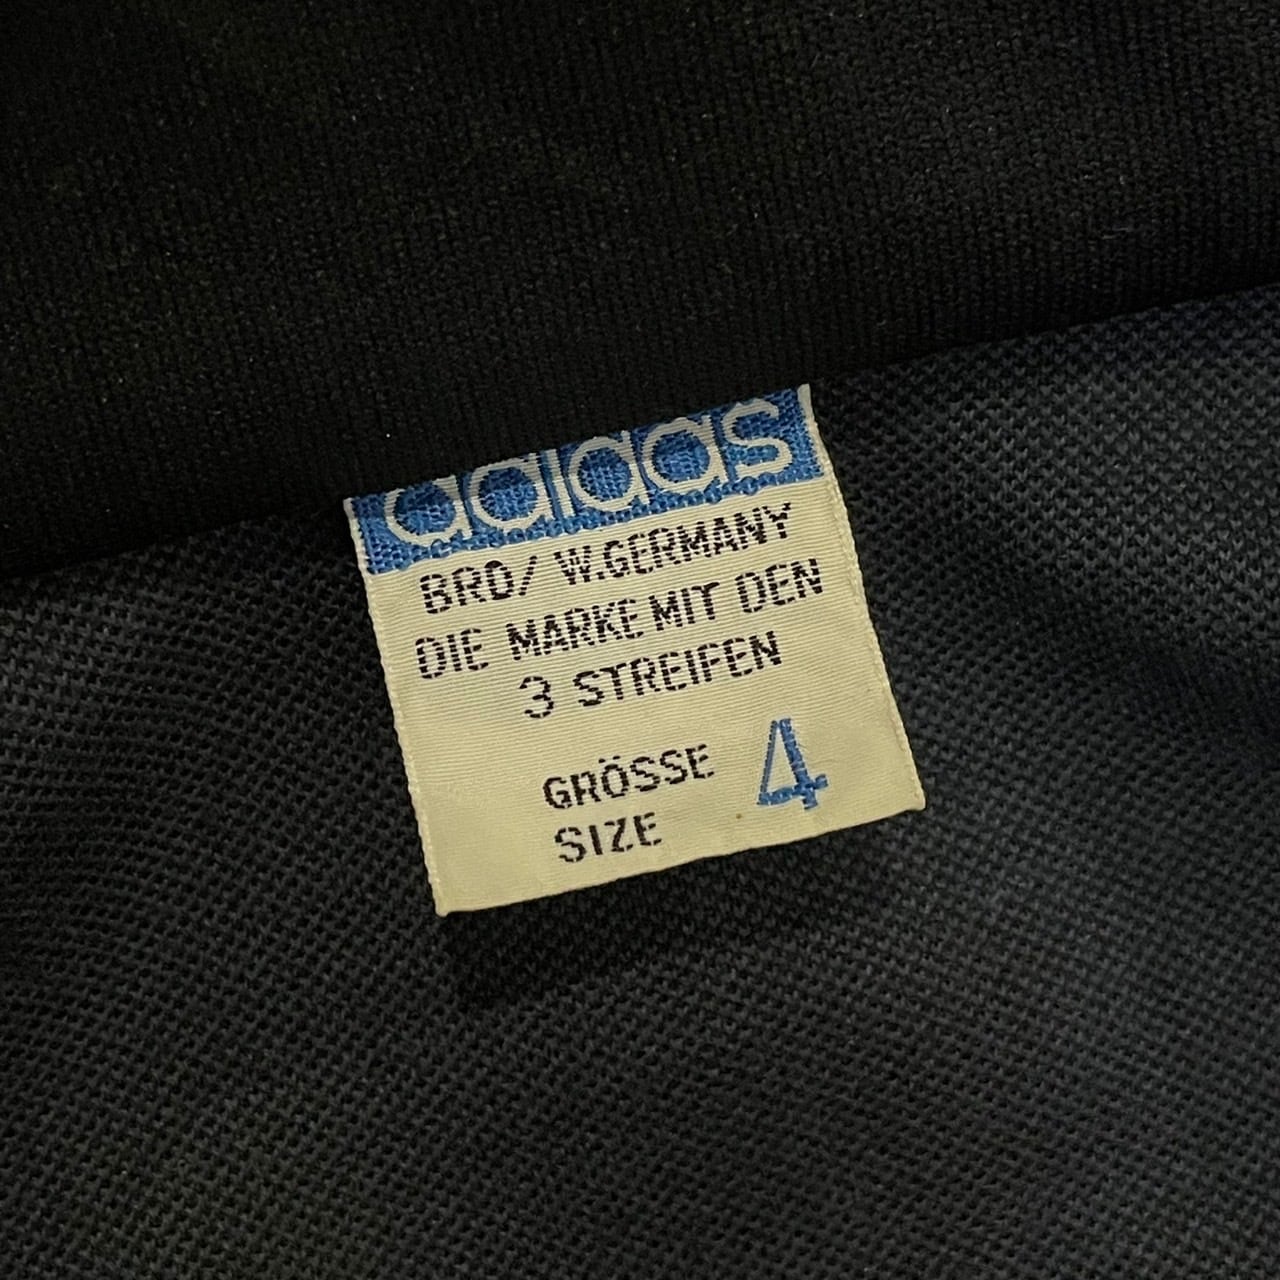 adidas
BRD/ W.GERMANY
DIE MARKE MIT DEN
3 STREIFEN
GRÖSSE 4
SIZE